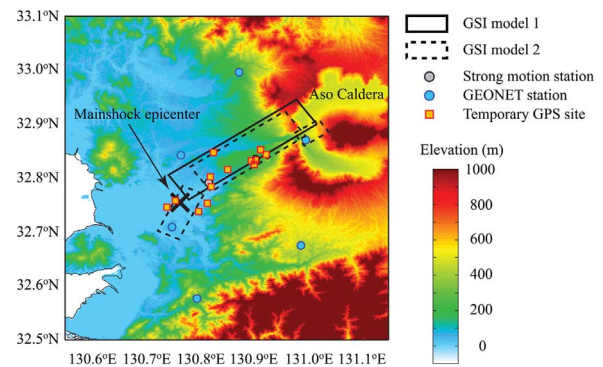 33.1ºN
33.0ºN
32.9ºN
32.8ºN
32.7ºN
32.6ºN
32.5ºN
130.6ºE 130.7ºE 130.8ºE 130.9ºE 131.0ºE 131.1ºE
Mainshock epicenter
Aso Caldera
GSI model 1
GSI model 2
Strong motion station
GEONET station
Temporary GPS site
Elevation (m)
1000
800
600
400
200
0